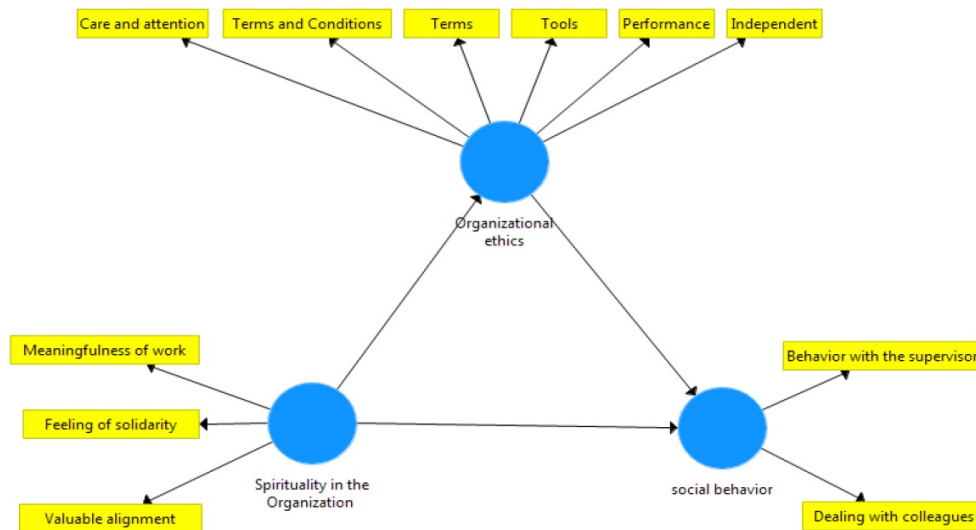 Care and attention
Terms and Conditions
Terms
Tools
Performance
Independent
Organizational
ethics
Meaningfulness of work
Feeling of solidarity
Valuable alignment
Spirituality in the
Organization
Behavior with the supervisor
social behavior
Dealing with colleagues